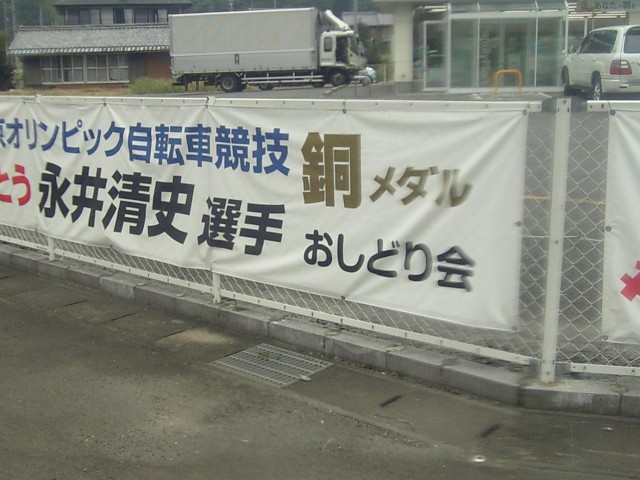 京オリンピック自転車競技 銅メダル
とう 永井清史選手 おしどり会